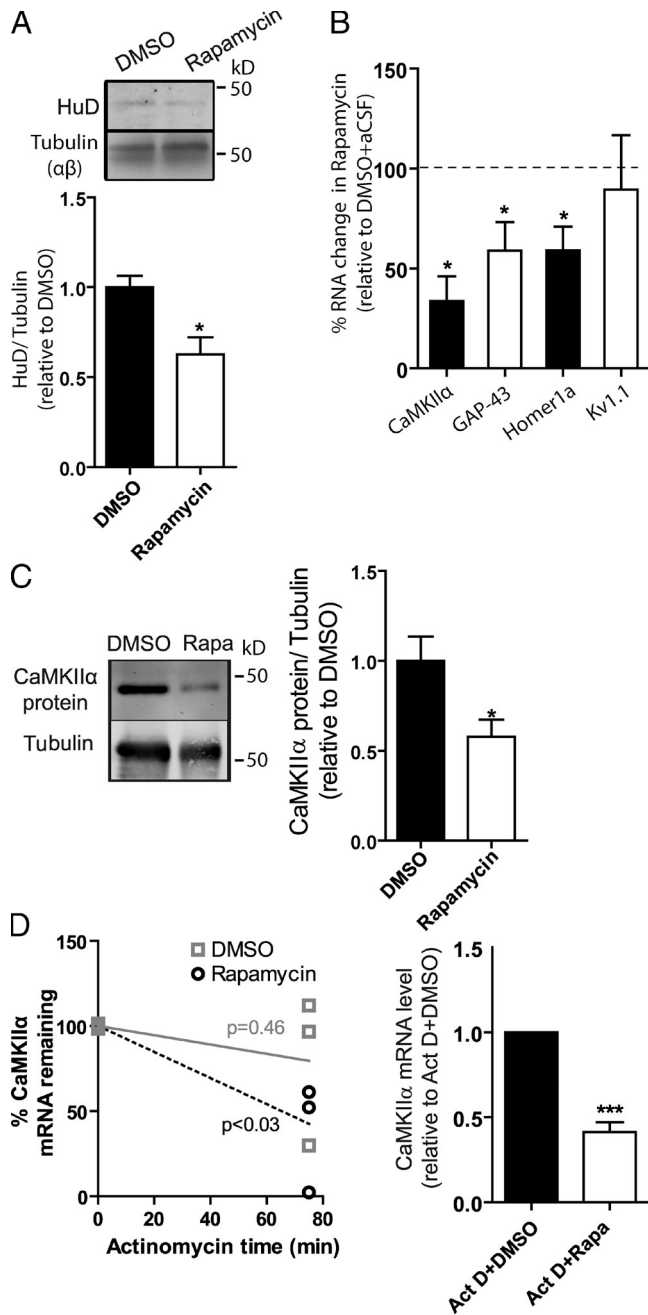 A
DMSO
Rapamycin
kD
HuD
50
Tubulin
(αβ)
50
HuD/Tubulin
(relative to DMSO)
1.5
1.0
0.5
0.0
*
DMSO
Rapamycin
B
% RNA change in Rapamycin
(relative to DMSO+aCSF)
150
100
50
0
*
*
*
CaMKIIα
GAP-43
Homer1a
Kv1.1
C
DMSO Rapa kD
CaMKIIα
protein
50
Tubulin
50
CaMKIIα protein/ Tubulin
(relative to DMSO)
1.5
1.0
0.5
0.0
*
DMSO
Rapamycin
D
% CaMKIIα
mRNA remaining
150
100
50
0
DMSO
Rapamycin
p=0.46
p<0.03
0 20 40 60 80
Actinomycin time (min)
CaMKIIα mRNA level
(relative to Act D+DMSO)
1.5
1.0
0.5
0.0
***
Act D+DMSO
Act D+Rapa